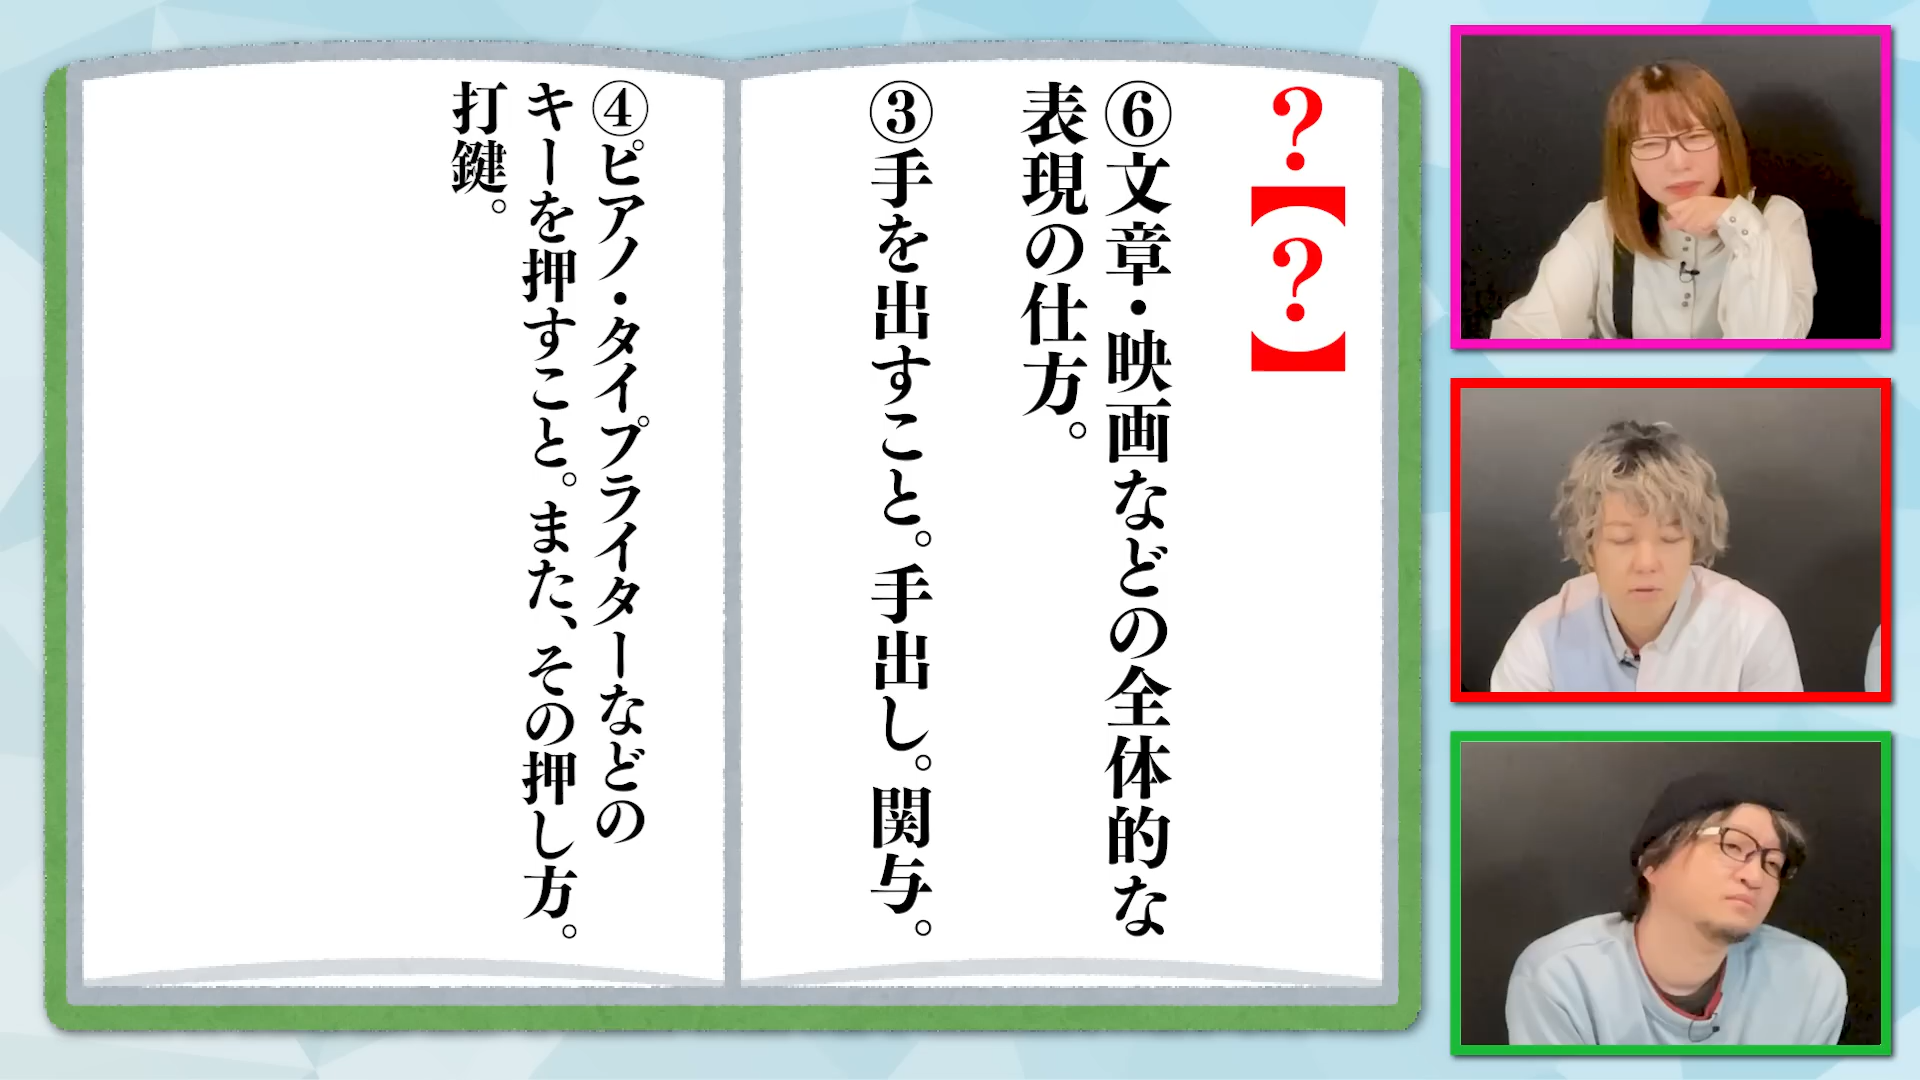 ？【？】
⑥文章・映画などの全体的な
表現の仕方。
③手を出すこと。手出し。関与。
④ピアノ・タイプライターなどの
キーを押すこと。また、その押し方。
打鍵。